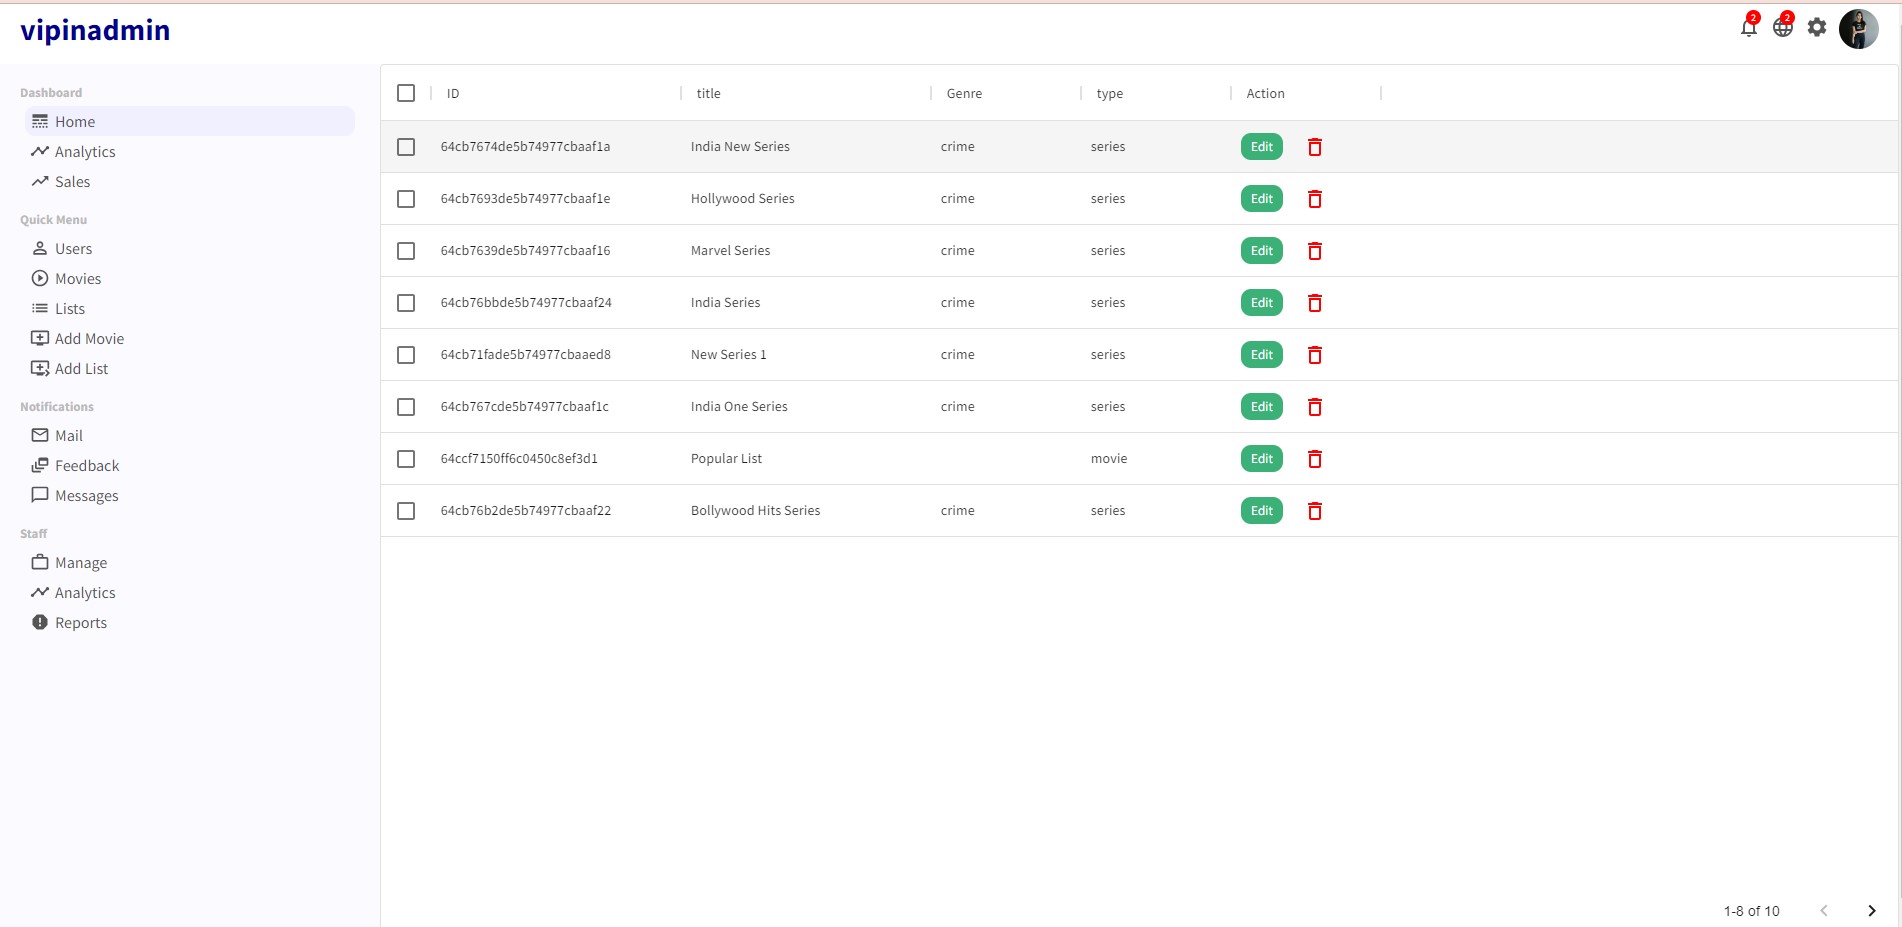 vipinadmin
2
2
Dashboard
Home
Analytics
Sales
Quick Menu
Users
Movies
Lists
Add Movie
Add List
Notifications
Mail
Feedback
Messages
Staff
Manage
Analytics
Reports
ID title Genre type Action
64cb7674de5b74977cbaaf1a India New Series crime series Edit
64cb7693de5b74977cbaaf1e Hollywood Series crime series Edit
64cb7639de5b74977cbaaf16 Marvel Series crime series Edit
64cb76bbde5b74977cbaaf24 India Series crime series Edit
64cb71fade5b74977cbaaed8 New Series 1 crime series Edit
64cb767cde5b74977cbaaf1c India One Series crime series Edit
64ccf7150ff6c0450c8ef3d1 Popular List movie Edit
64cb76b2de5b74977cbaaf22 Bollywood Hits Series crime series Edit
1-8 of 10